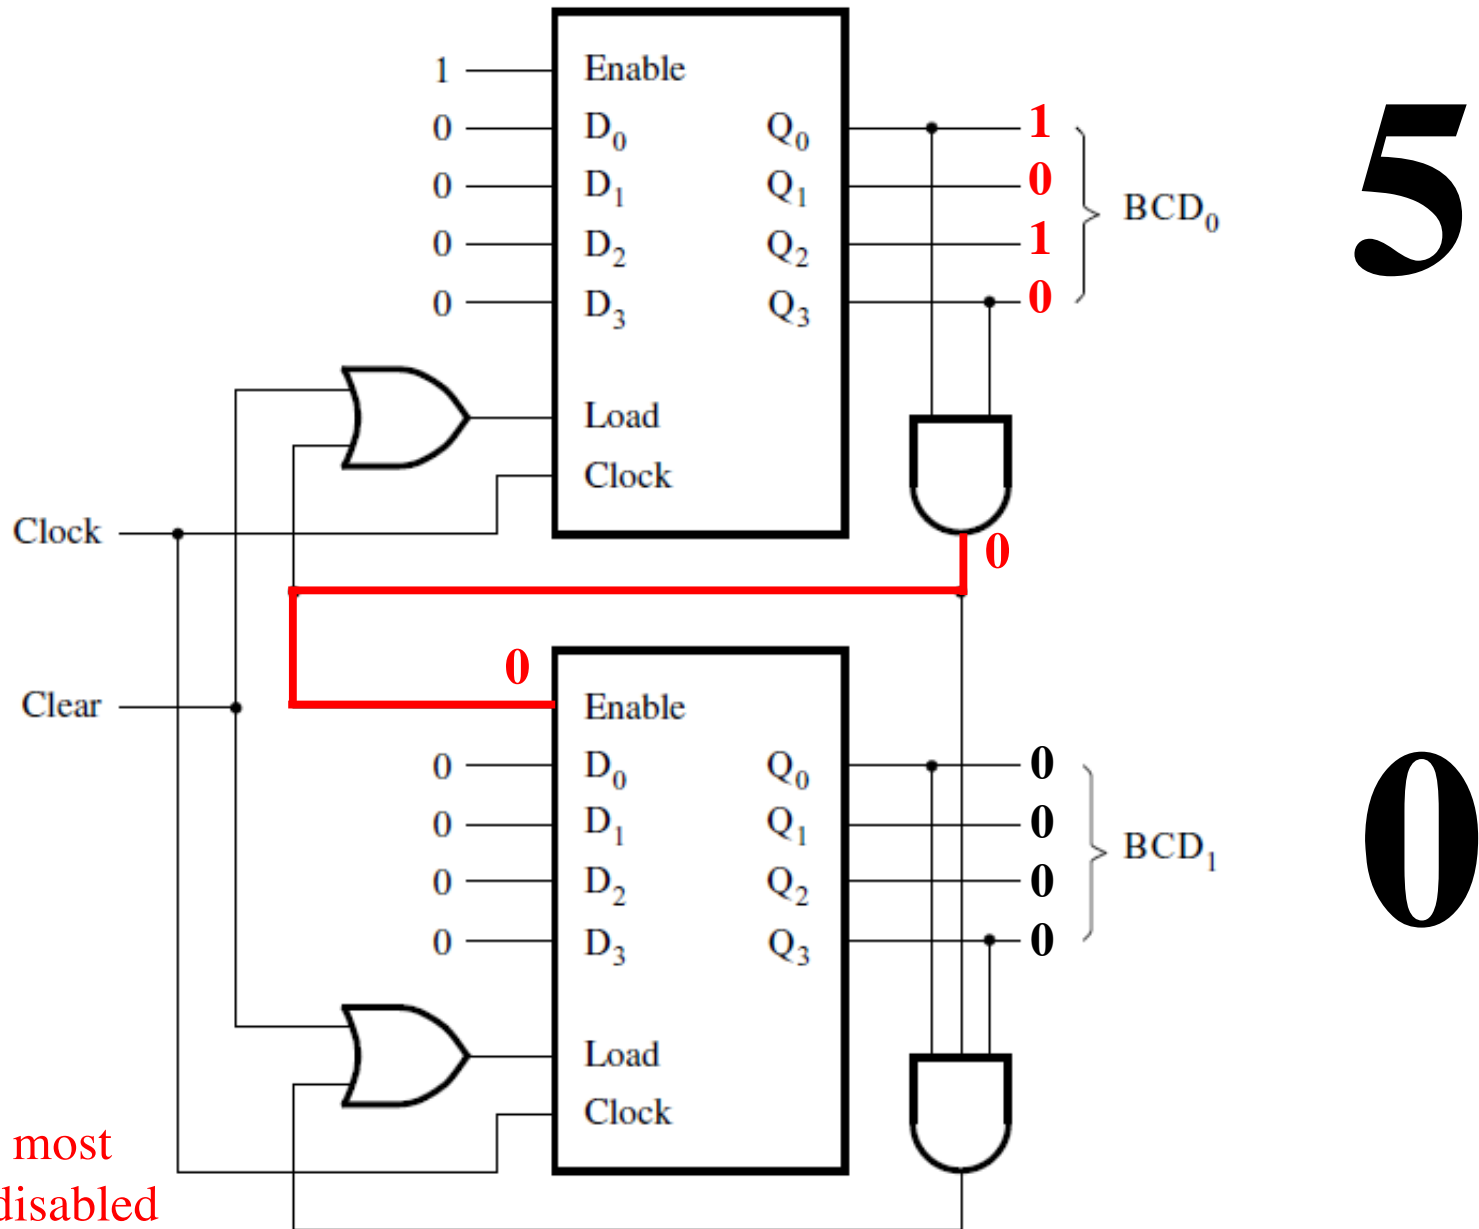 1 Enable
0 D0 Q0 1
0 D1 Q1 0
0 D2 Q2 1
0 D3 Q3 0
BCD0
5
Load
Clock
Clock
0
0
Clear
Enable
0 D0 Q0 0
0 D1 Q1 0
0 D2 Q2 0
0 D3 Q3 0
BCD1
0
Load
Clock
most
disabled